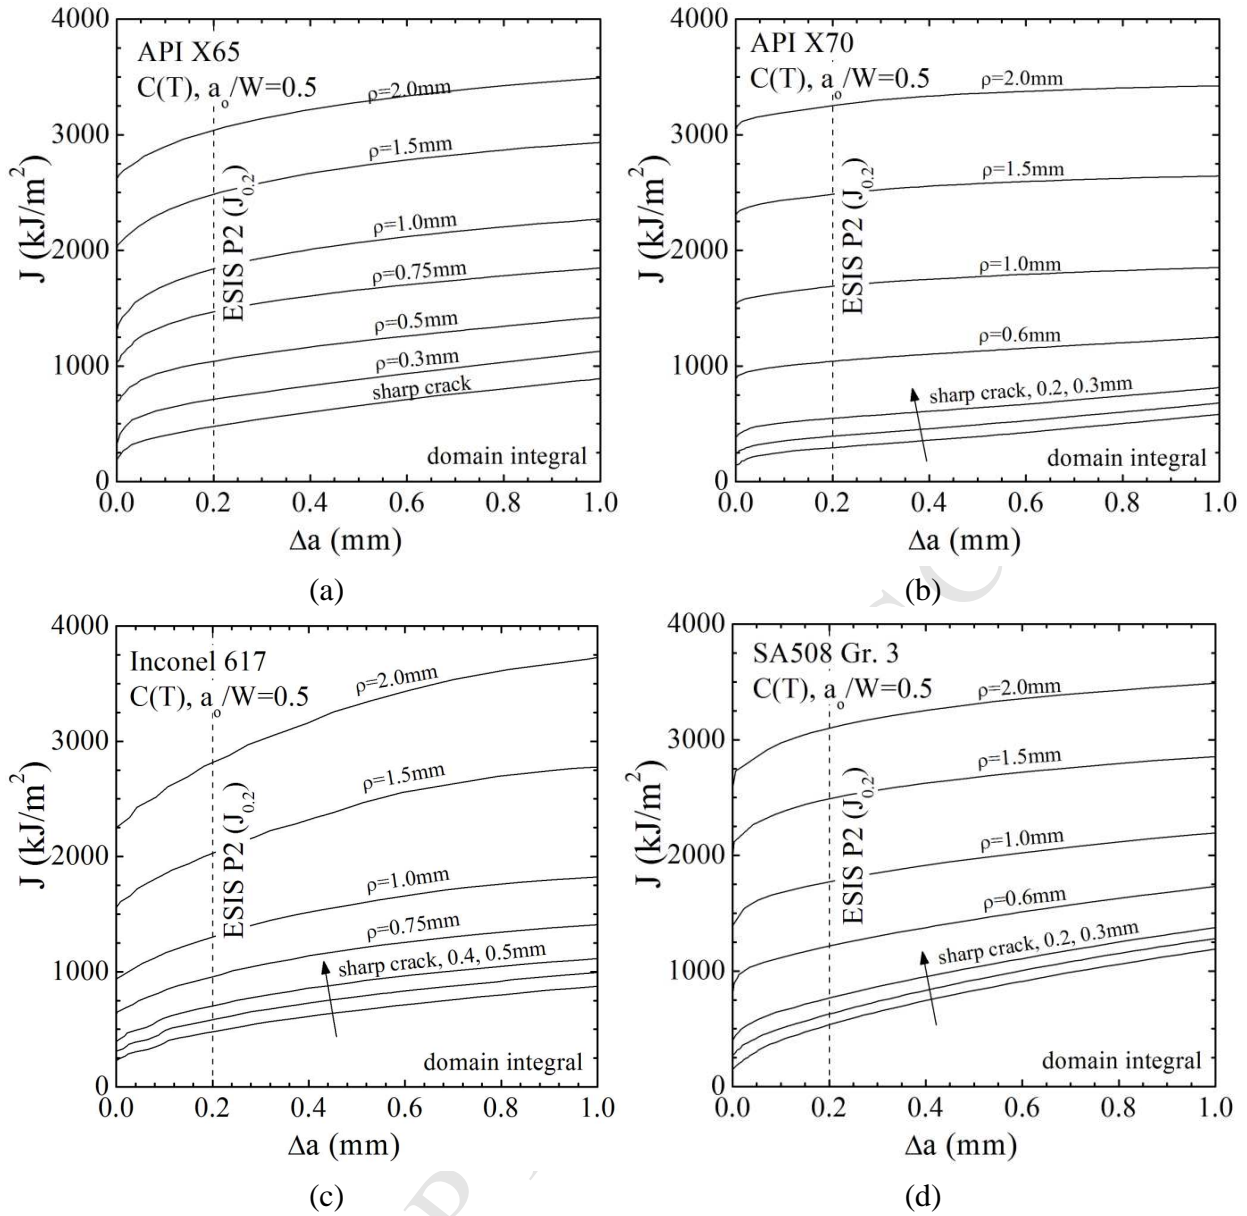 API X65
C(T), aₒ/W=0.5
ρ=2.0mm
ρ=1.5mm
ρ=1.0mm
ρ=0.75mm
ρ=0.5mm
ρ=0.3mm
sharp crack
ESIS P2 (J0.2)
domain integral
4000
3000
2000
1000
0
J (kJ/m²)
0.0 0.2 0.4 0.6 0.8 1.0
Δa (mm)
(a)
API X70
C(T), aₒ/W=0.5
ρ=2.0mm
ρ=1.5mm
ρ=1.0mm
ρ=0.6mm
sharp crack, 0.2, 0.3mm
ESIS P2 (J0.2)
domain integral
4000
3000
2000
1000
0
J (kJ/m²)
0.0 0.2 0.4 0.6 0.8 1.0
Δa (mm)
(b)
Inconel 617
C(T), aₒ/W=0.5
ρ=2.0mm
ρ=1.5mm
ρ=1.0mm
ρ=0.75mm
sharp crack, 0.4, 0.5mm
ESIS P2 (J0.2)
domain integral
4000
3000
2000
1000
0
J (kJ/m²)
0.0 0.2 0.4 0.6 0.8 1.0
Δa (mm)
(c)
SA508 Gr. 3
C(T), aₒ/W=0.5
ρ=2.0mm
ρ=1.5mm
ρ=1.0mm
ρ=0.6mm
sharp crack, 0.2, 0.3mm
ESIS P2 (J0.2)
domain integral
4000
3000
2000
1000
0
J (kJ/m²)
0.0 0.2 0.4 0.6 0.8 1.0
Δa (mm)
(d)